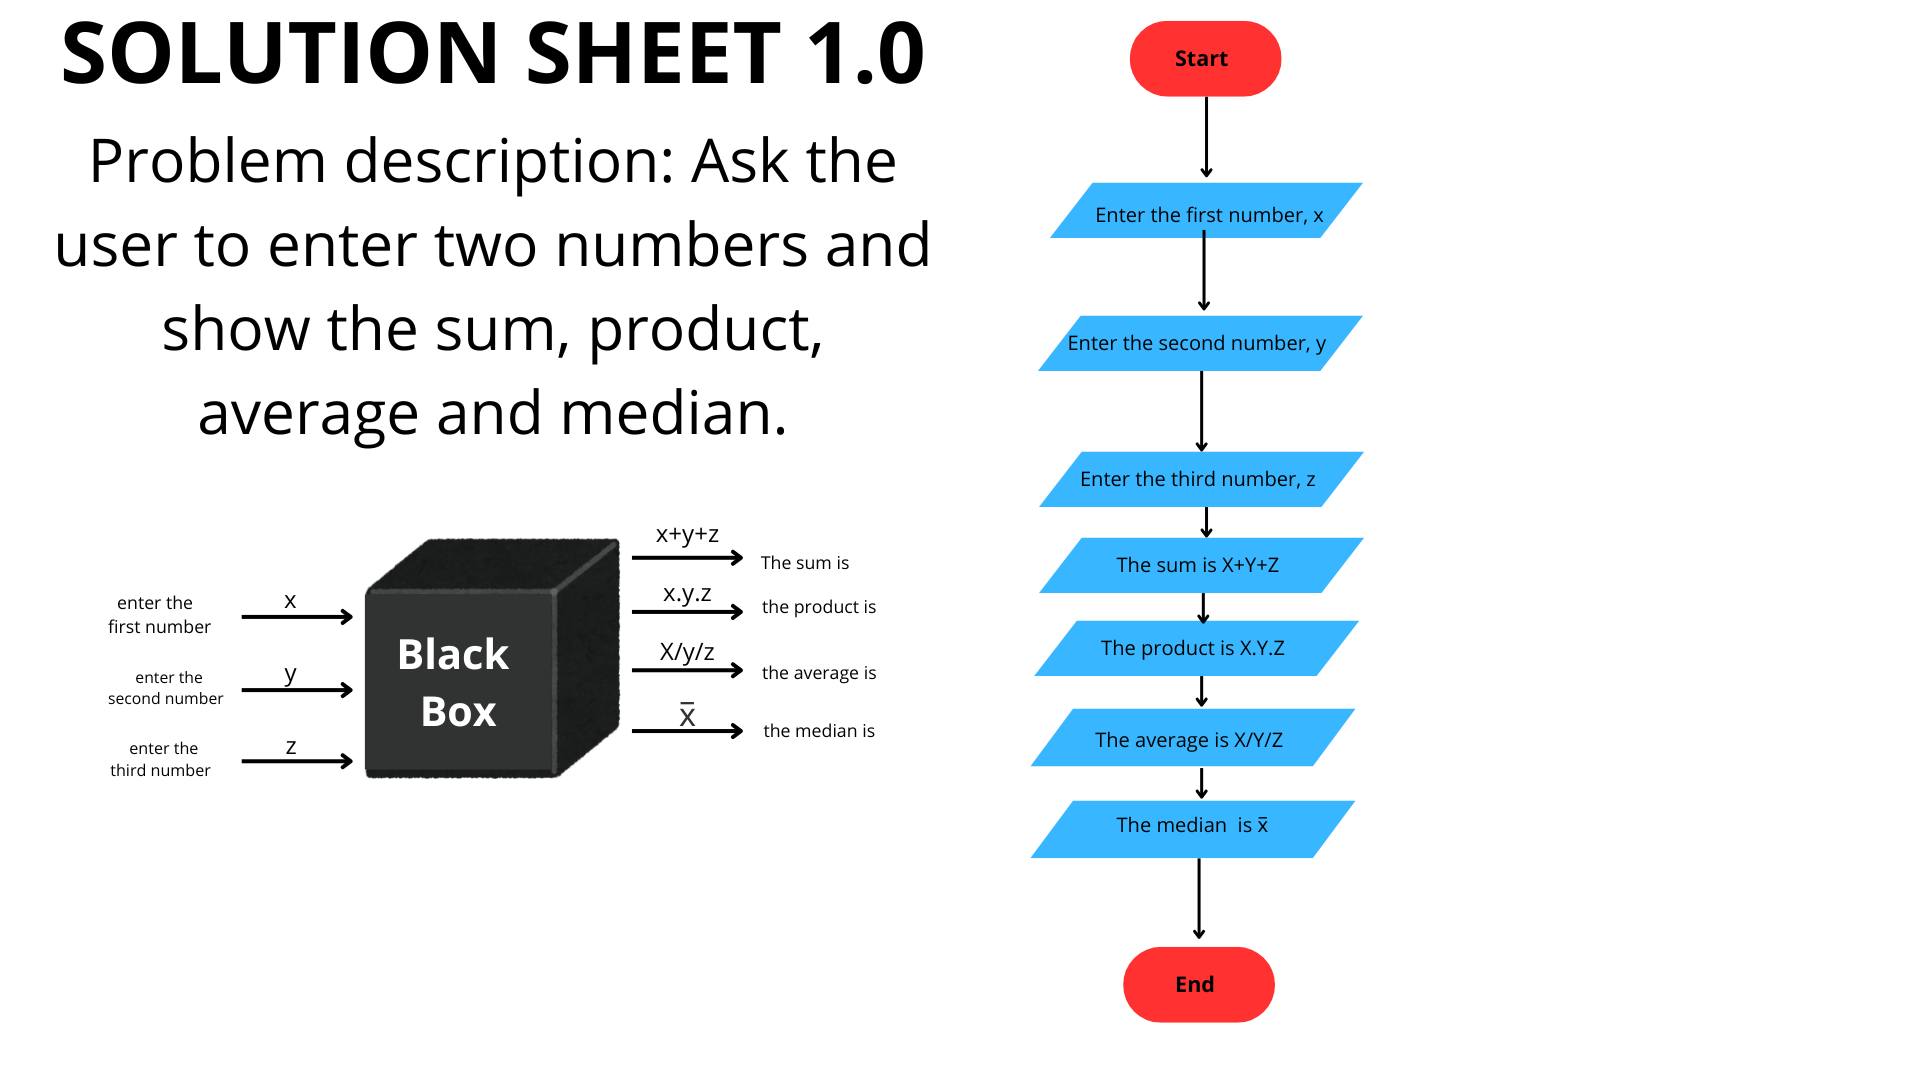 SOLUTION SHEET 1.0
Problem description: Ask the
user to enter two numbers and
show the sum, product,
average and median.
enter the
first number
x
enter the
second number
y
enter the
third number
z
Black
Box
x+y+z
The sum is
x.y.z
the product is
X/y/z
the average is
x̅
the median is
Start
Enter the first number, x
Enter the second number, y
Enter the third number, z
The sum is X+Y+Z
The product is X.Y.Z
The average is X/Y/Z
The median  is x̅
End